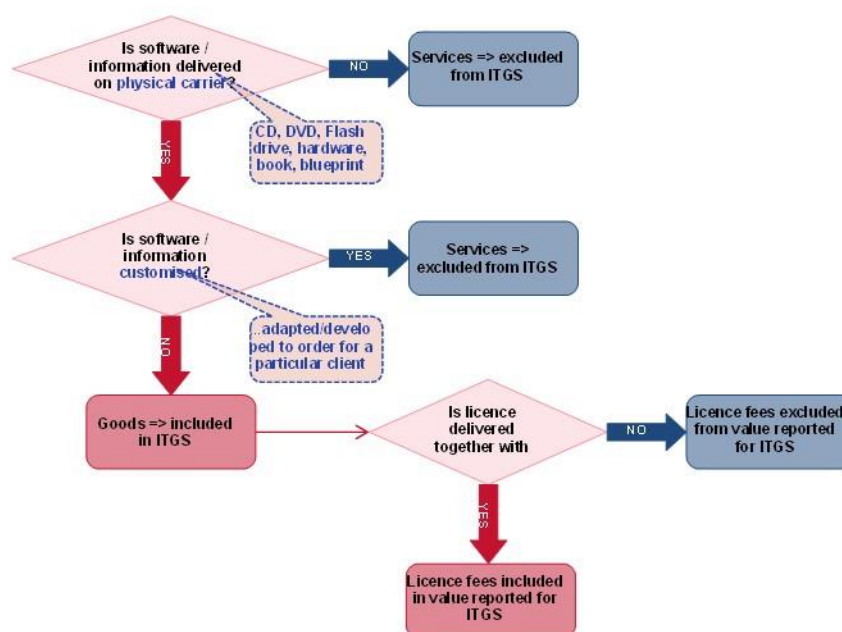 Is software /
information delivered
on physical carrier?
NO
Services => excluded
from ITGS
CD, DVD, Flash
drive, hardware,
book, blueprint
YES
Is software /
information
customised?
YES
Services =>
excluded from ITGS
...adapted/develo
ped to order for a
particular client
NO
Goods => included
in ITGS
Is licence
delivered
together with
NO
Licence fees excluded
from value reported
for ITGS
YES
Licence fees included
in value reported for
ITGS